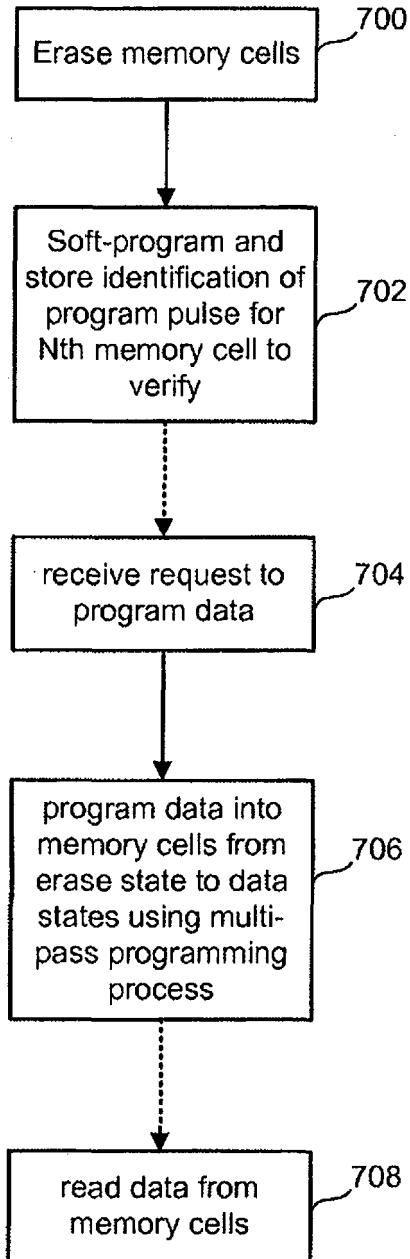 700
Erase memory cells
702
Soft-program and
store identification of
program pulse for
Nth memory cell to
verify
704
receive request to
program data
706
program data into
memory cells from
erase state to data
states using multi-
pass programming
process
708
read data from
memory cells